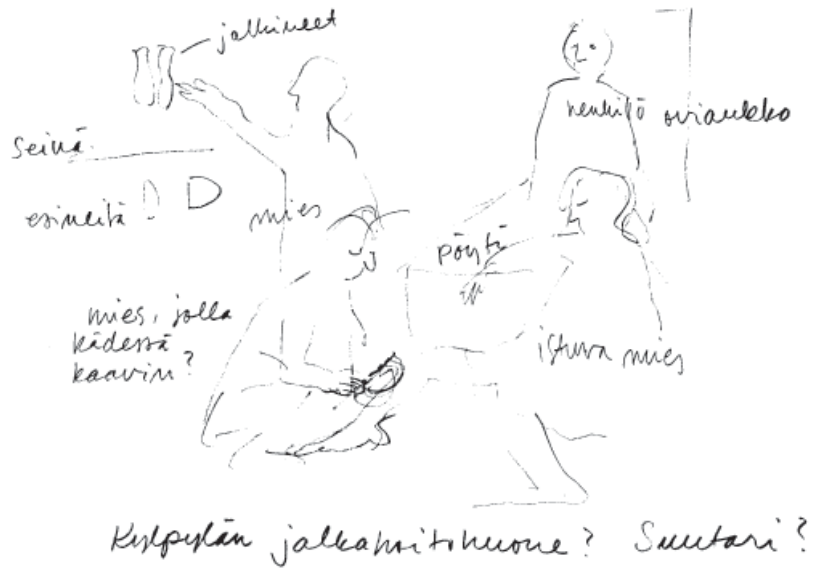 jalkineet
Seinä
esineitä
mies
henkilö
oviaukko
pöytä
mies, jolla
kädessä
kaavin?
istuva mies
Kylpylän jalkahoitohuone? Suutari?